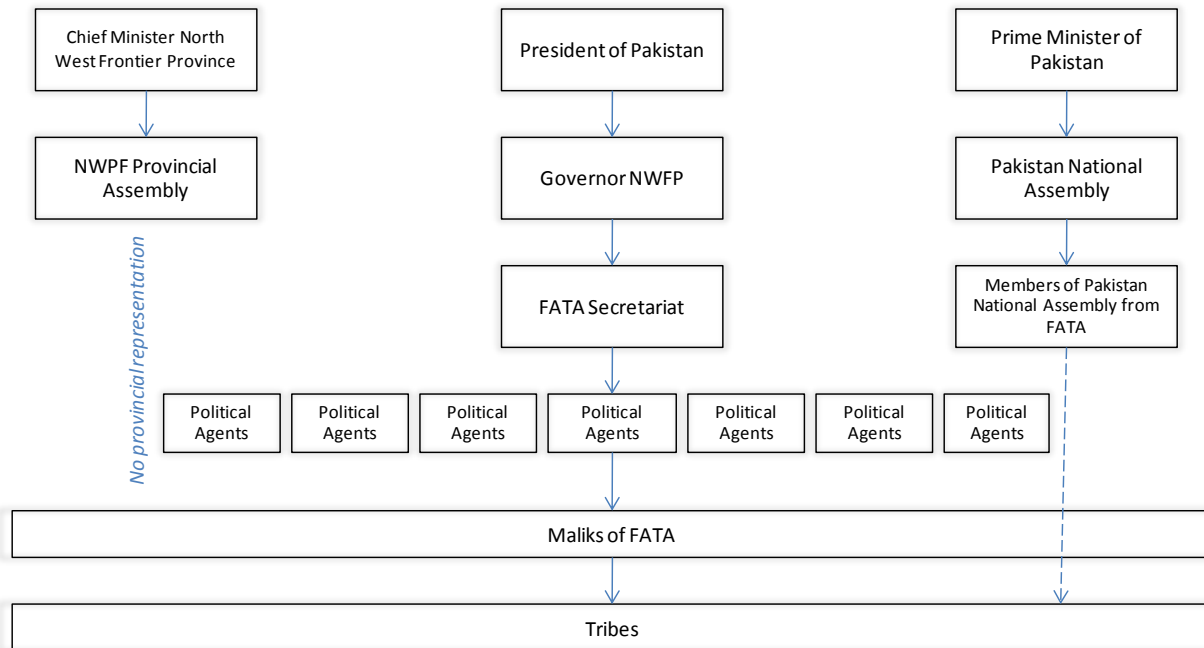 Chief Minister North
West Frontier Province
President of Pakistan
Prime Minister of
Pakistan
NWPF Provincial
Assembly
Governor NWFP
Pakistan National
Assembly
No provincial representation
FATA Secretariat
Members of Pakistan
National Assembly from
FATA
Political
Agents
Political
Agents
Political
Agents
Political
Agents
Political
Agents
Political
Agents
Political
Agents
Maliks of FATA
Tribes